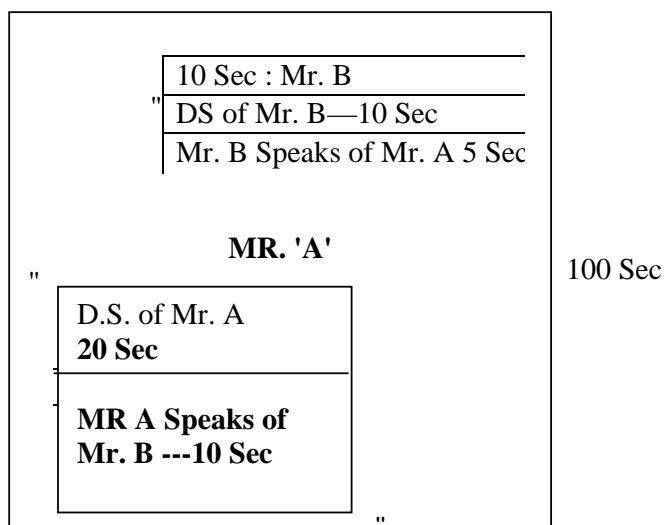 10 Sec : Mr. B
"
DS of Mr. B—10 Sec
Mr. B Speaks of Mr. A 5 Sec
MR. 'A'
"
100 Sec
D.S. of Mr. A
20 Sec
MR A Speaks of
Mr. B ---10 Sec
"